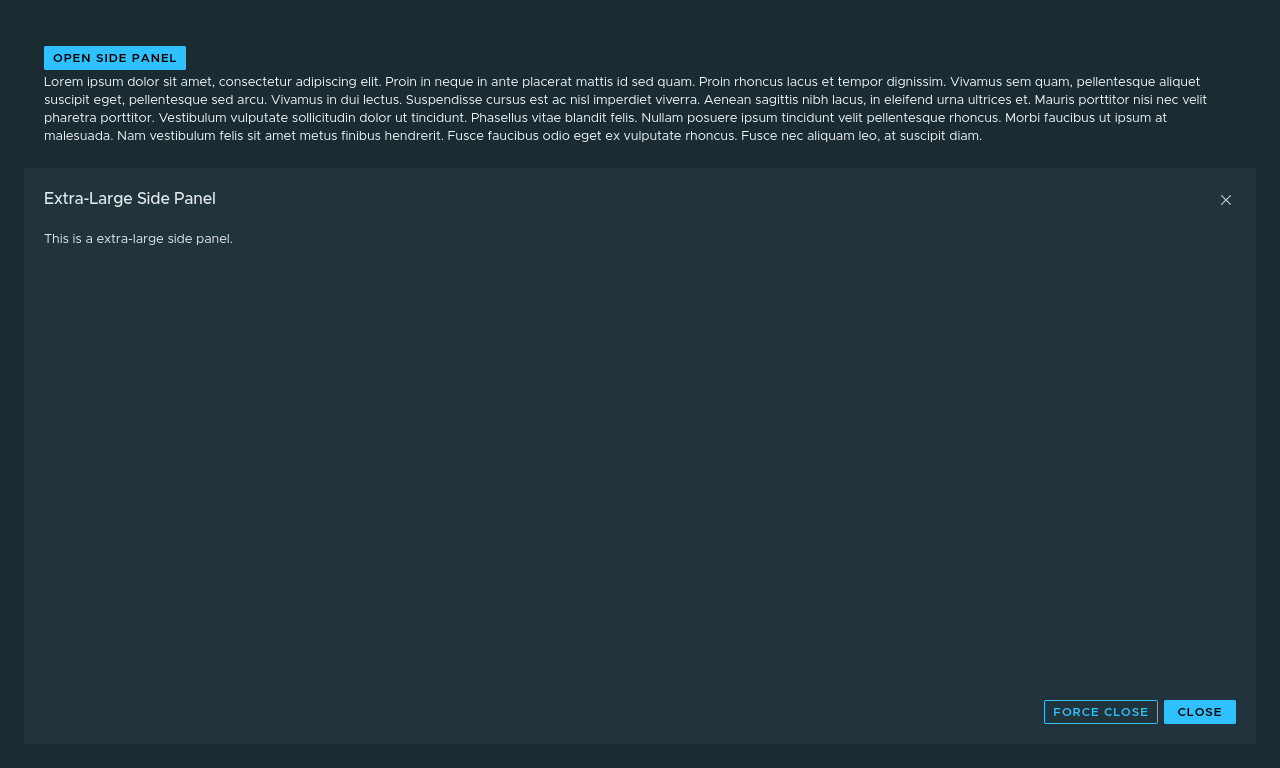 OPEN SIDE PANEL
Lorem ipsum dolor sit amet, consectetur adipiscing elit. Proin in neque in ante placerat mattis id sed quam. Proin rhoncus lacus et tempor dignissim. Vivamus sem quam, pellentesque aliquet
suscipit eget, pellentesque sed arcu. Vivamus in dui lectus. Suspendisse cursus est ac nisl imperdiet viverra. Aenean sagittis nibh lacus, in eleifend urna ultrices et. Mauris porttitor nisi nec velit
pharetra porttitor. Vestibulum vulputate sollicitudin dolor ut tincidunt. Phasellus vitae blandit felis. Nullam posuere ipsum tincidunt velit pellentesque rhoncus. Morbi faucibus ut ipsum at
malesuada. Nam vestibulum felis sit amet metus finibus hendrerit. Fusce faucibus odio eget ex vulputate rhoncus. Fusce nec aliquam leo, at suscipit diam.
Extra-Large Side Panel
This is a extra-large side panel.
FORCE CLOSE
CLOSE